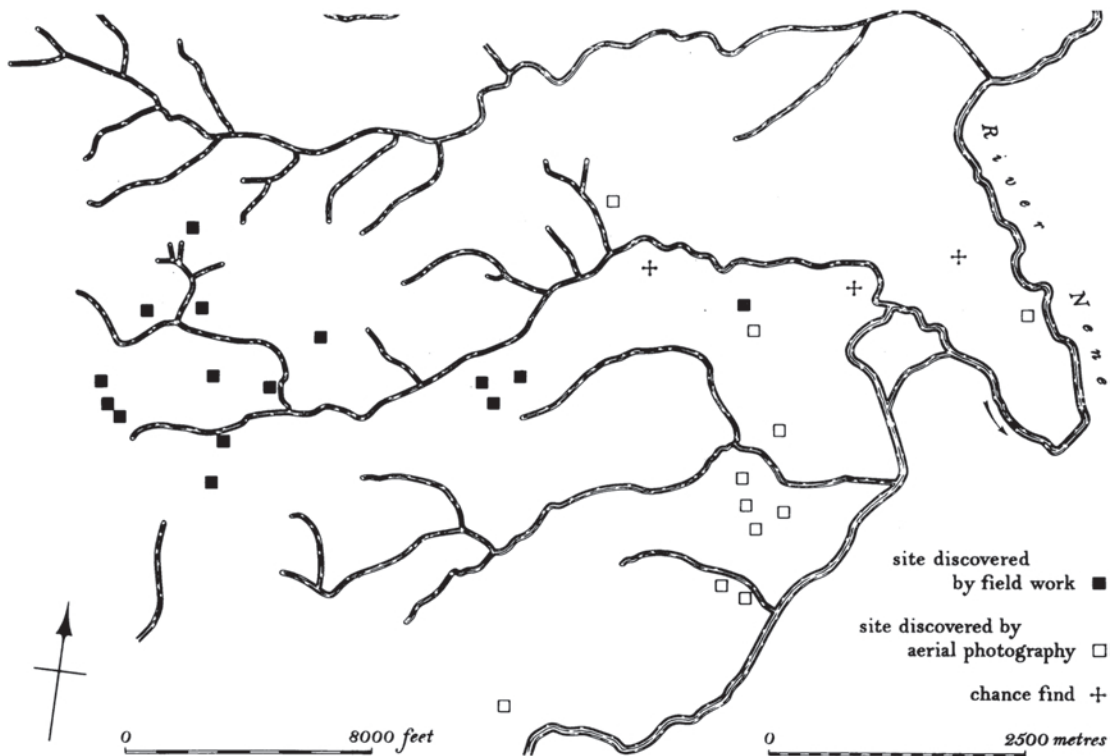 River Nene
site discovered
by field work
site discovered by
aerial photography
chance find
0 8000 feet
0 2500 metres